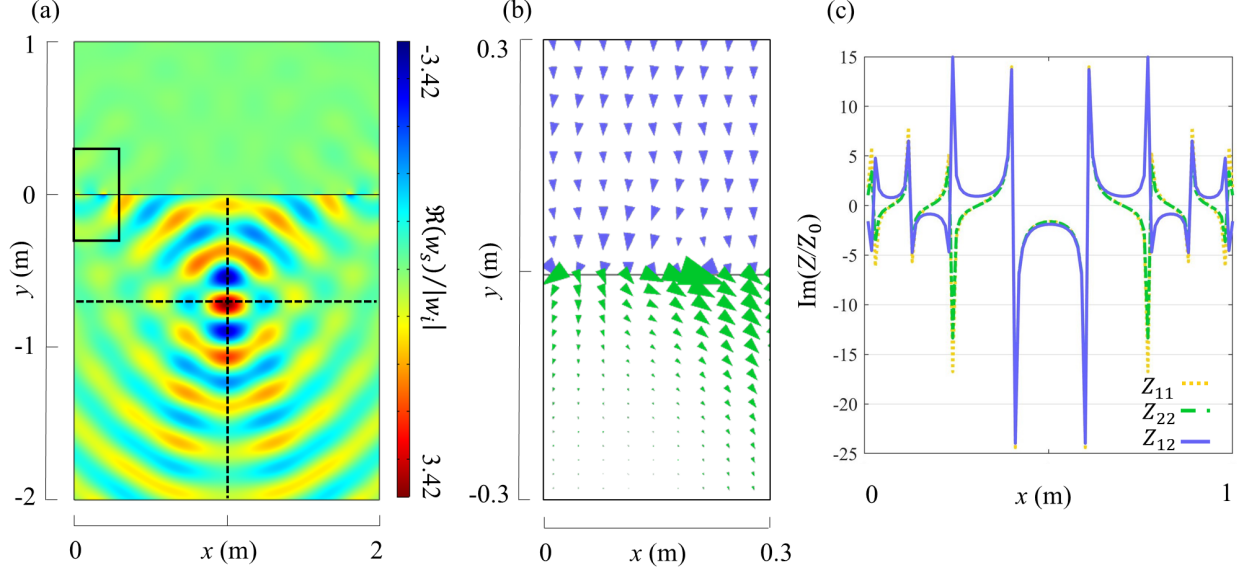 (a)
1
0
-1
-2
y (m)
0
2
x (m)
-3.42
ℜ(w_s)/|w_i|
3.42
(b)
0.3
y (m)
-0.3
0
0.3
x (m)
(c)
15
10
5
0
-5
-10
-15
-20
-25
Im(Z/Z_0)
Z_11
Z_22
Z_12
0
1
x (m)